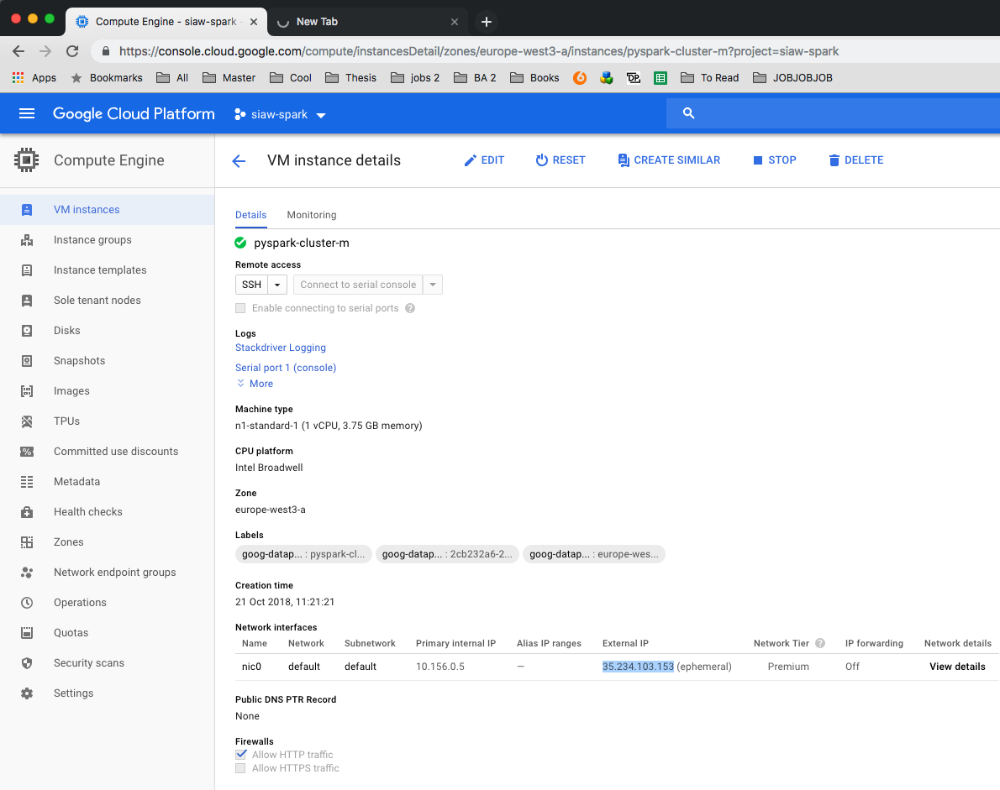 Compute Engine - siaw-spark
New Tab
https://console.cloud.google.com/compute/instancesDetail/zones/europe-west3-a/instances/pyspark-cluster-m?project=siaw-spark
Apps Bookmarks All Master Cool Thesis jobs 2 BA 2 Books DP. To Read JOBJOBJOB
Google Cloud Platform siaw-spark
Compute Engine
VM instance details EDIT RESET CREATE SIMILAR STOP DELETE
VM instances
Instance groups
Instance templates
Sole tenant nodes
Disks
Snapshots
Images
TPUs
Committed use discounts
Metadata
Health checks
Zones
Network endpoint groups
Operations
Quotas
Security scans
Settings
Details Monitoring
pyspark-cluster-m
Remote access
SSH Connect to serial console
Enable connecting to serial ports ?
Logs
Stackdriver Logging
Serial port 1 (console)
More
Machine type
n1-standard-1 (1 vCPU, 3.75 GB memory)
CPU platform
Intel Broadwell
Zone
europe-west3-a
Labels
goog-datap... : pyspark-cl... goog-datap... : 2cb232a6-2... goog-datap... : europe-wes...
Creation time
21 Oct 2018, 11:21:21
Network interfaces
Name Network Subnetwork Primary internal IP Alias IP ranges External IP Network Tier ? IP forwarding Network details
nic0 default default 10.156.0.5 — 35.234.103.153 (ephemeral) Premium Off View details
Public DNS PTR Record
None
Firewalls
Allow HTTP traffic
Allow HTTPS traffic